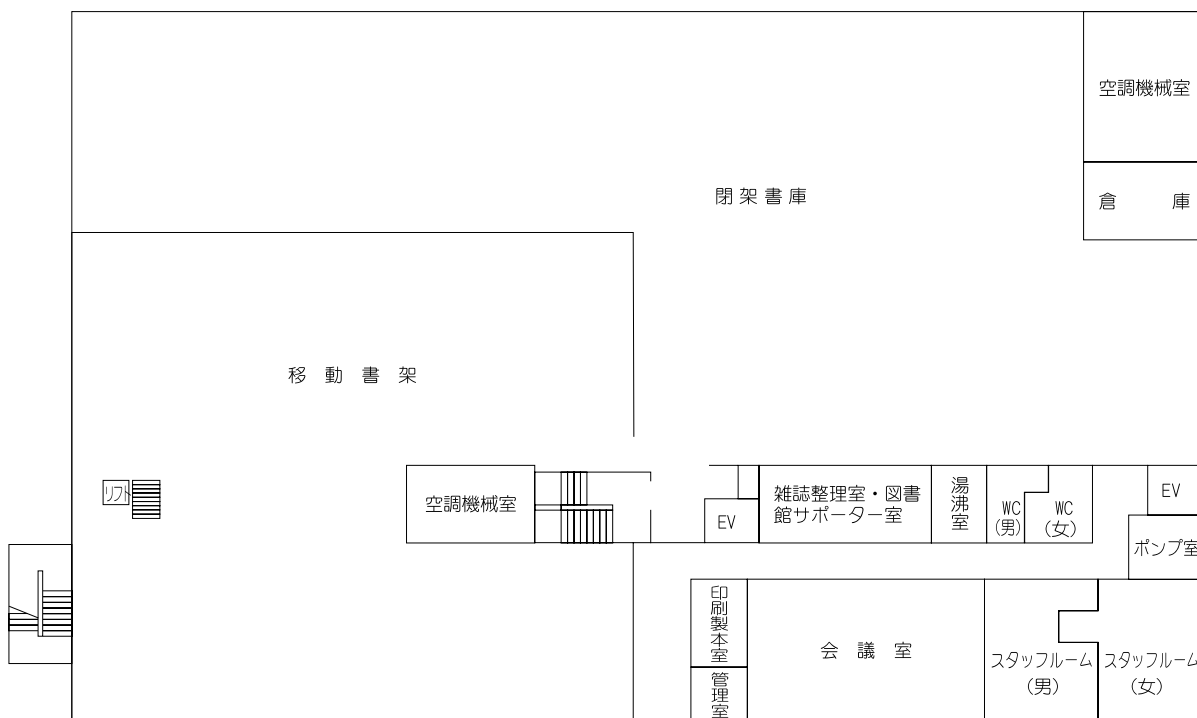 空調機械室
閉架書庫
倉庫
移動書架
リフト
空調機械室
EV
雑誌整理室・図書
館サポーター室
湯沸室
WC
(男)
WC
(女)
EV
ポンプ室
印刷製本室
管理室
会議室
スタッフルーム
(男)
スタッフルーム
(女)